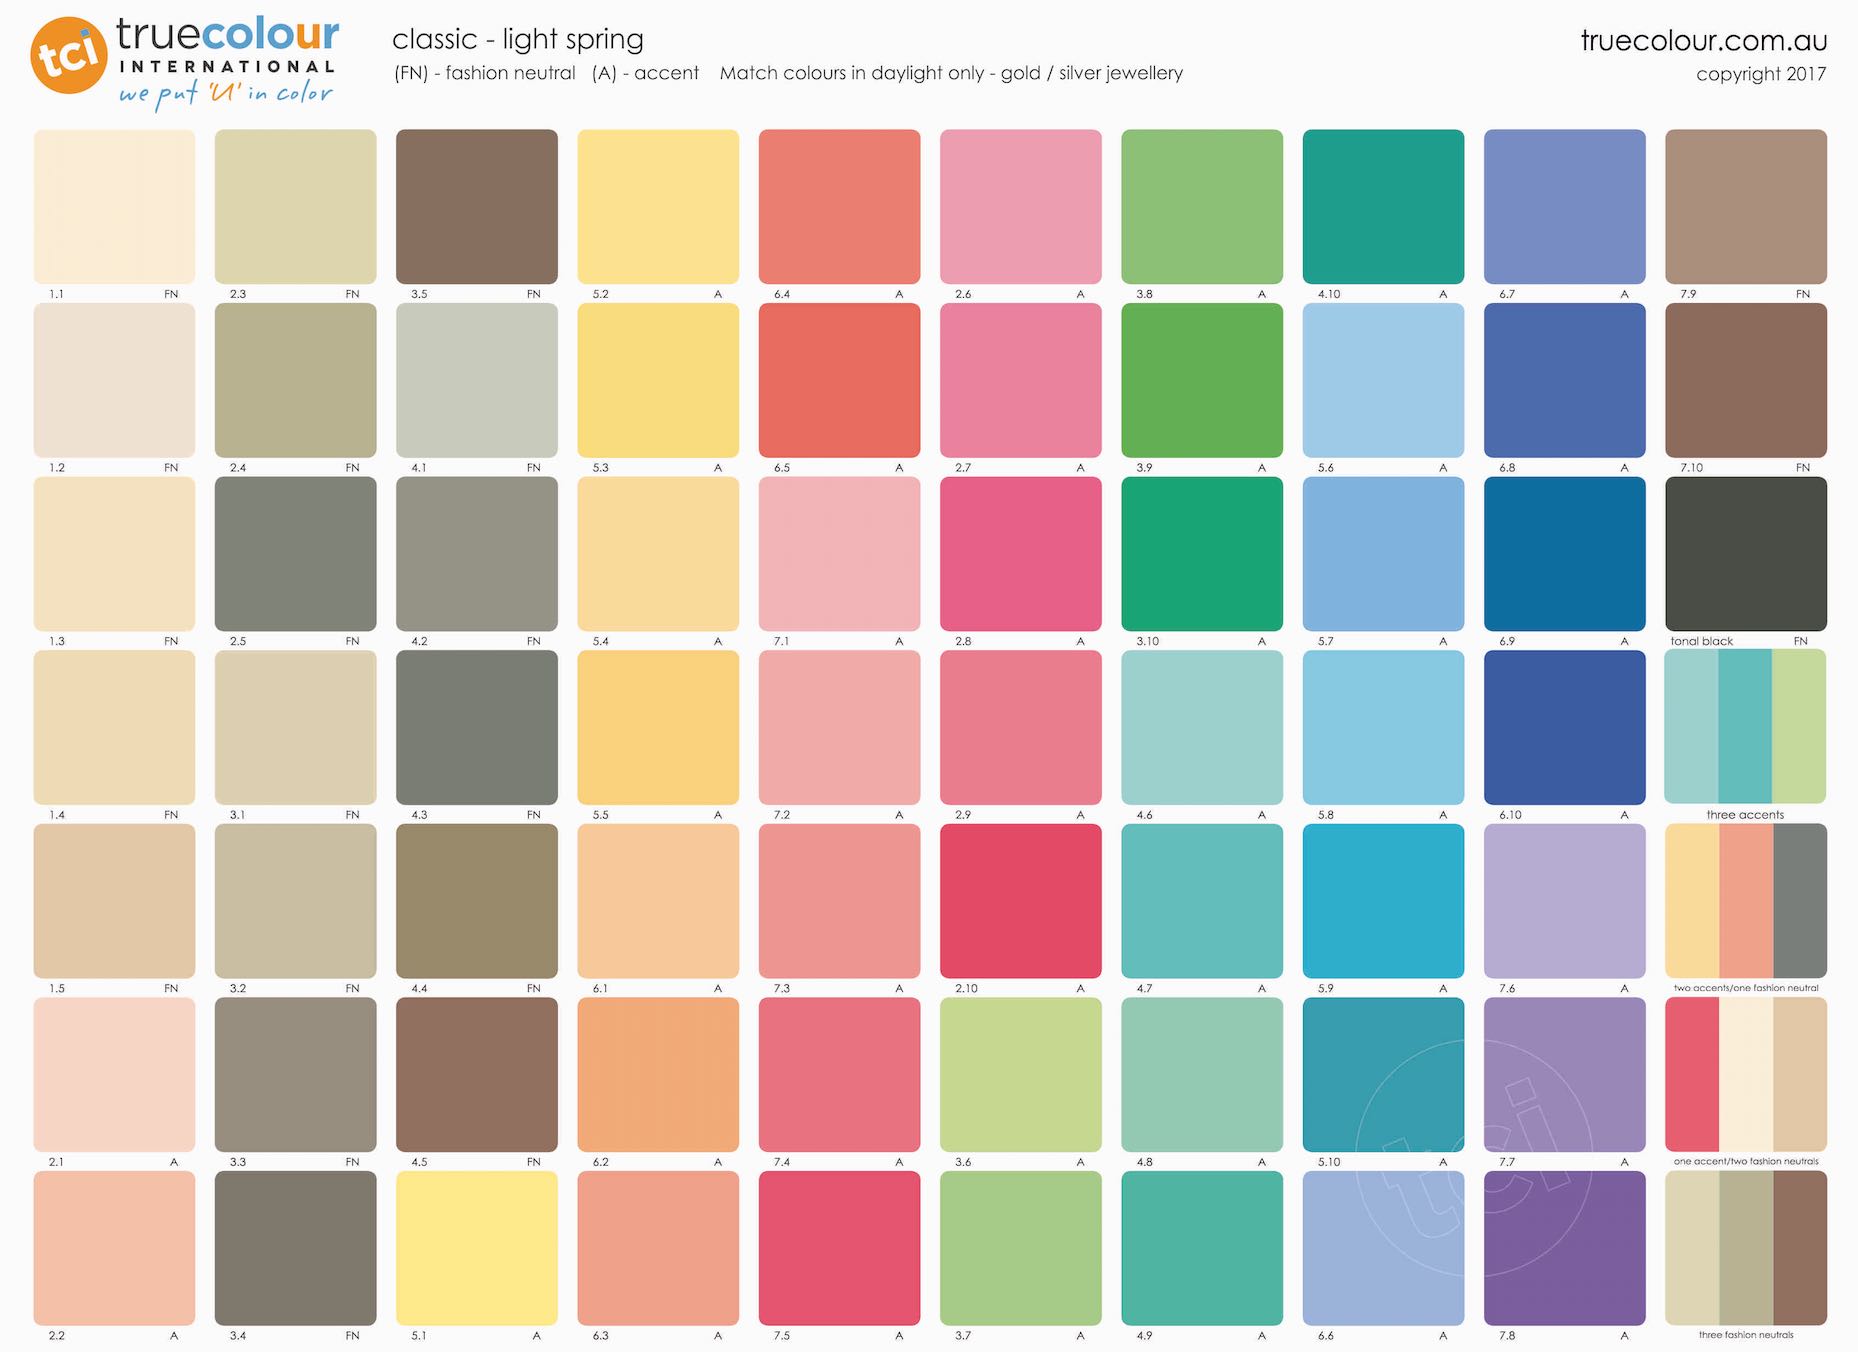 tci
truecolour
INTERNATIONAL
we put 'U' in color
classic - light spring
(FN) - fashion neutral (A) - accent Match colours in daylight only - gold / silver jewellery
truecolour.com.au
copyright 2017
1.1 FN 2.3 FN 3.5 FN 5.2 A 6.4 A 2.6 A 3.8 A 4.10 A 6.7 A 7.9 FN
1.2 FN 2.4 FN 4.1 FN 5.3 A 6.5 A 2.7 A 3.9 A 5.6 A 6.8 A 7.10 FN
1.3 FN 2.5 FN 4.2 FN 5.4 A 7.1 A 2.8 A 3.10 A 5.7 A 6.9 A tonal black FN
1.4 FN 3.1 FN 4.3 FN 5.5 A 7.2 A 2.9 A 4.6 A 5.8 A 6.10 A three accents
1.5 FN 3.2 FN 4.4 FN 6.1 A 7.3 A 2.10 A 4.7 A 5.9 A 7.6 A two accents/one fashion neutral
2.1 A 3.3 FN 4.5 FN 6.2 A 7.4 A 3.6 A 4.8 A 5.10 A 7.7 A one accent/two fashion neutrals
tci
2.2 A 3.4 FN 5.1 A 6.3 A 7.5 A 3.7 A 4.9 A 6.6 A 7.8 A three fashion neutrals